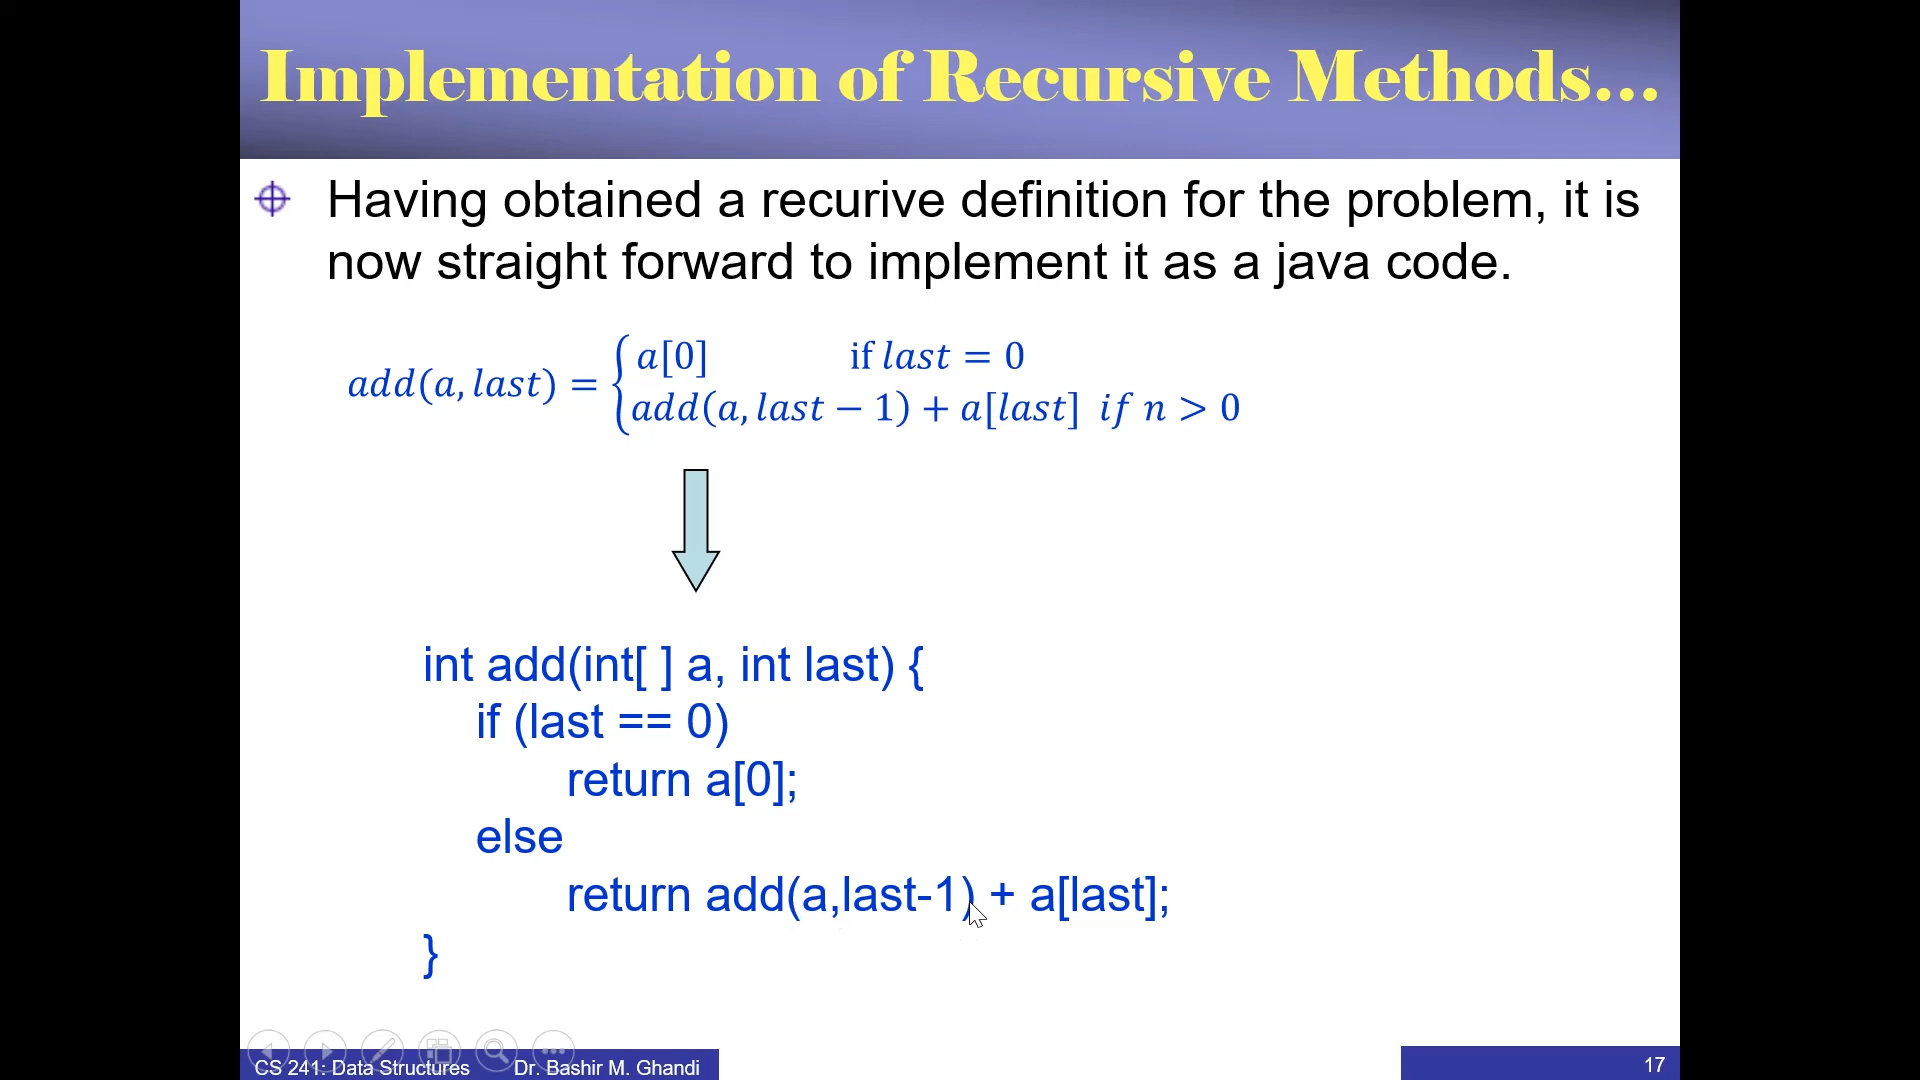 Implementation of Recursive Methods...
Having obtained a recurive definition for the problem, it is
now straight forward to implement it as a java code.
add(a, last) = { a[0] if last = 0
add(a, last − 1) + a[last] if n > 0
int add(int[ ] a, int last) {
if (last == 0)
return a[0];
else
return add(a,last-1) + a[last];
}
CS 241: Data Structures Dr. Bashir M. Ghandi 17